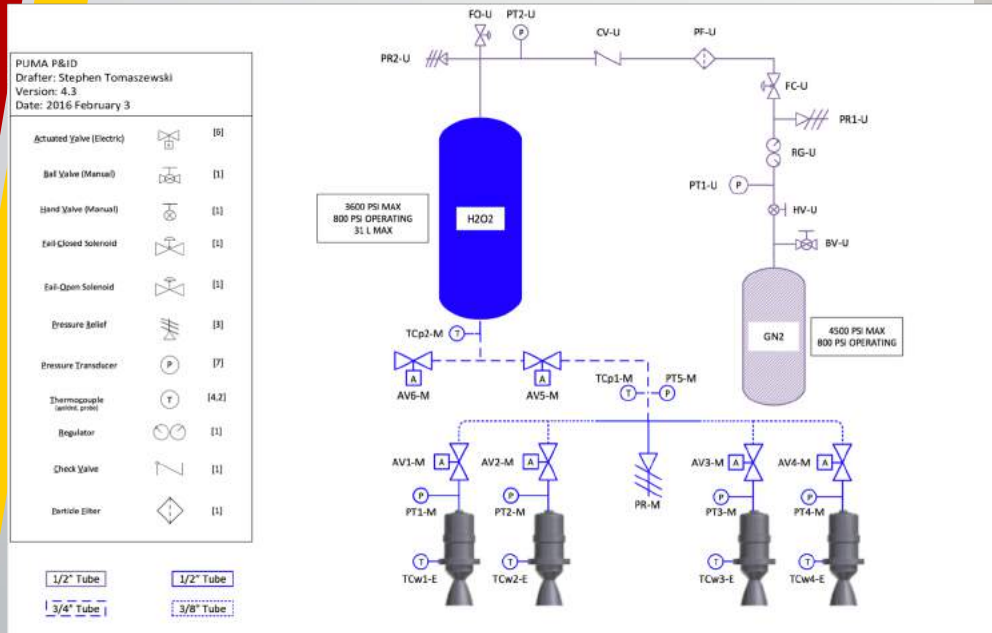 PUMA P&ID
Drafter: Stephen Tomaszewski
Version: 4.3
Date: 2016 February 3
Actuated Valve (Electric) [6]
Ball Valve (Manual) [1]
Hand Valve (Manual) [1]
Fail-Closed Solenoid [1]
Fail-Open Solenoid [1]
Pressure Relief [3]
Pressure Transducer P [7]
Thermocouple T [4,2]
(welded, probe)
Regulator [1]
Check Valve [1]
Particle Filter [1]
1/2" Tube
1/2" Tube
3/4" Tube
3/8" Tube
FO-U
PT2-U
P
CV-U
PF-U
PR2-U
FC-U
PR1-U
RG-U
PT1-U
P
HV-U
BV-U
3600 PSI MAX
800 PSI OPERATING
31 L MAX
H2O2
GN2
4500 PSI MAX
800 PSI OPERATING
TCp2-M
T
A
AV6-M
A
AV5-M
TCp1-M
PT5-M
T
P
AV1-M
A
AV2-M
A
AV3-M
A
AV4-M
A
PR-M
P
PT1-M
P
PT2-M
P
PT3-M
P
PT4-M
T
TCw1-E
T
TCw2-E
T
TCw3-E
T
TCw4-E